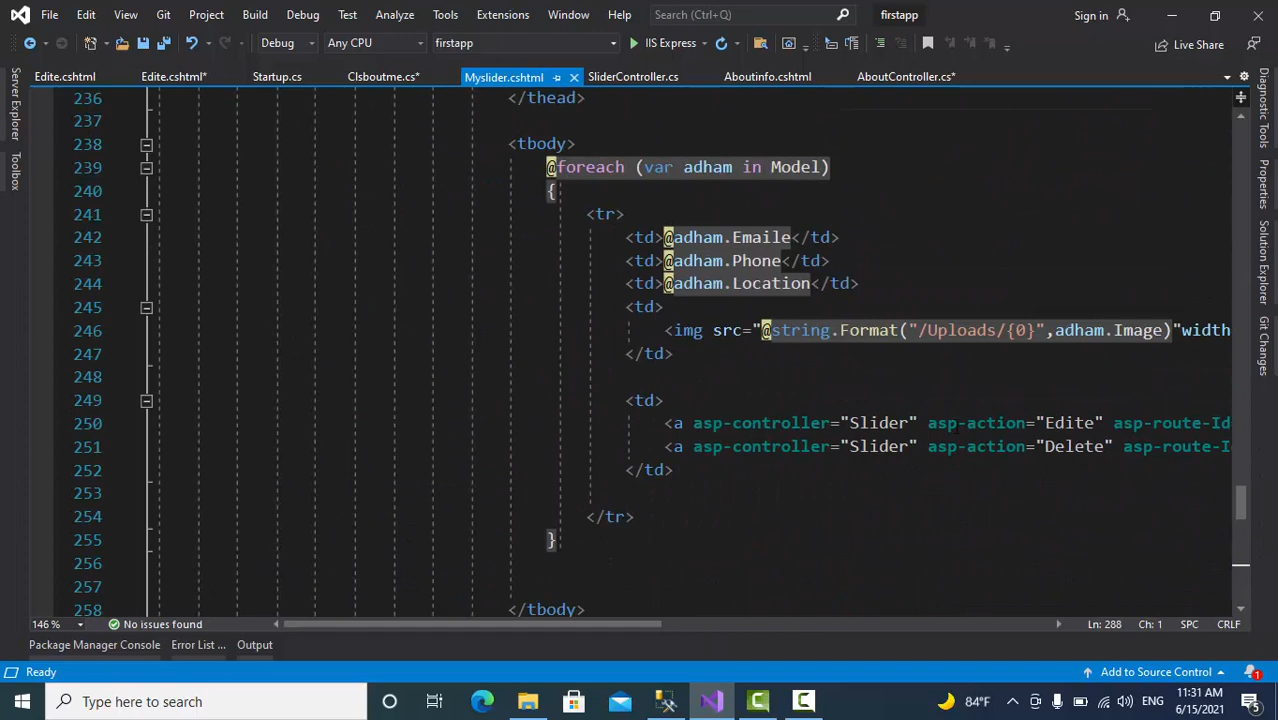 File Edit View Git Project Build Debug Test Analyze Tools Extensions Window Help Search (Ctrl+Q) firstapp Sign in
Debug Any CPU firstapp IIS Express Live Share
Edite.cshtml Edite.cshtml* Startup.cs Clsboutme.cs* Myslider.cshtml SliderController.cs Aboutinfo.cshtml AboutController.cs*
Server Explorer
Toolbox
Diagnostic Tools
Properties
Solution Explorer
Git Changes
236 </thead>
237
238 <tbody>
239 @foreach (var adham in Model)
240 {
241 <tr>
242 <td>@adham.Emaile</td>
243 <td>@adham.Phone</td>
244 <td>@adham.Location</td>
245 <td>
246 <img src="@string.Format("/Uploads/{0}",adham.Image)"width
247 </td>
248
249 <td>
250 <a asp-controller="Slider" asp-action="Edite" asp-route-Id
251 <a asp-controller="Slider" asp-action="Delete" asp-route-I
252 </td>
253
254 </tr>
255 }
256
257
258 </tbody>
146 % No issues found Ln: 288 Ch: 1 SPC CRLF
Package Manager Console Error List ... Output
Ready Add to Source Control 1
Type here to search 84°F ENG 11:31 AM 6/15/2021 5